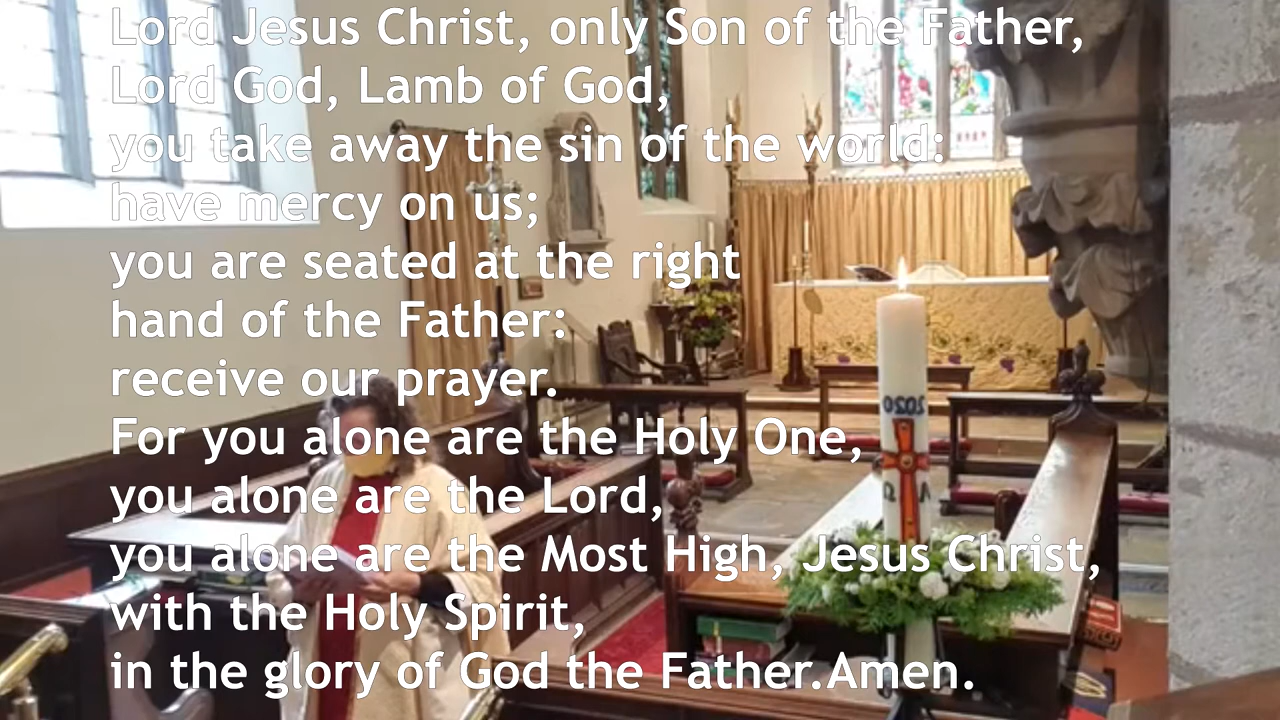 Lord Jesus Christ, only Son of the Father,
Lord God, Lamb of God,
you take away the sin of the world:
have mercy on us;
you are seated at the right
hand of the Father:
receive our prayer.
For you alone are the Holy One,
you alone are the Lord,
you alone are the Most High, Jesus Christ,
with the Holy Spirit,
in the glory of God the Father.Amen.
2020
Ω Α